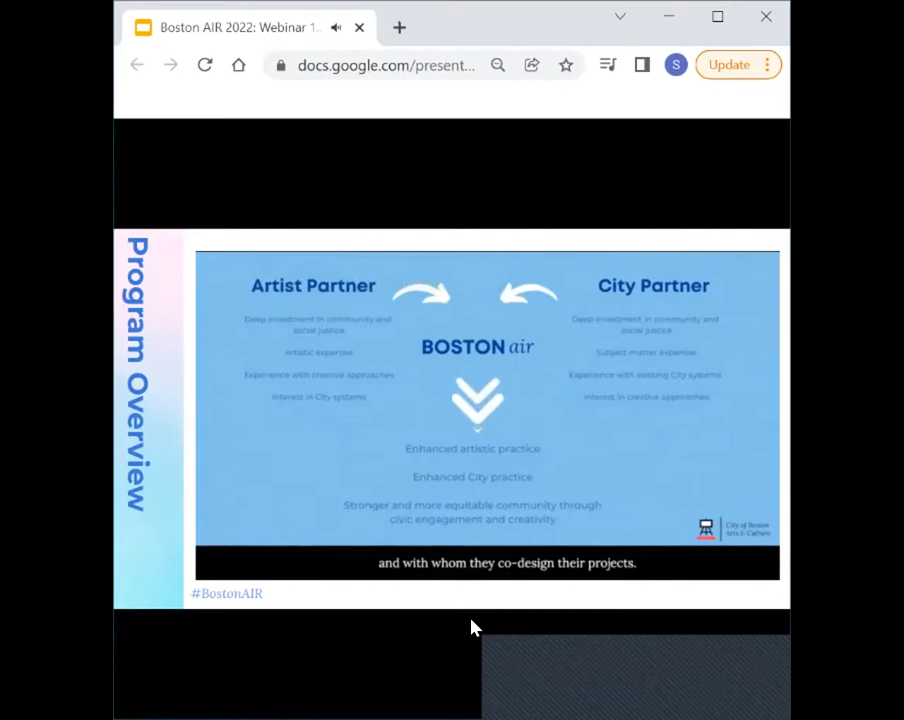 Boston AIR 2022: Webinar 1
docs.google.com/present...
S
Update
Program Overview
Artist Partner
City Partner
Deep investment in community and
social justice
Artistic expertise
Experience with creative approaches
Interest in City systems
BOSTON air
Deep investment in community and
social justice
Subject matter expertise
Experience with existing City systems
Interest in creative approaches
Enhanced artistic practice
Enhanced City practice
Stronger and more equitable community through
civic engagement and creativity
City of Boston
Arts & Culture
and with whom they co-design their projects.
#BostonAIR